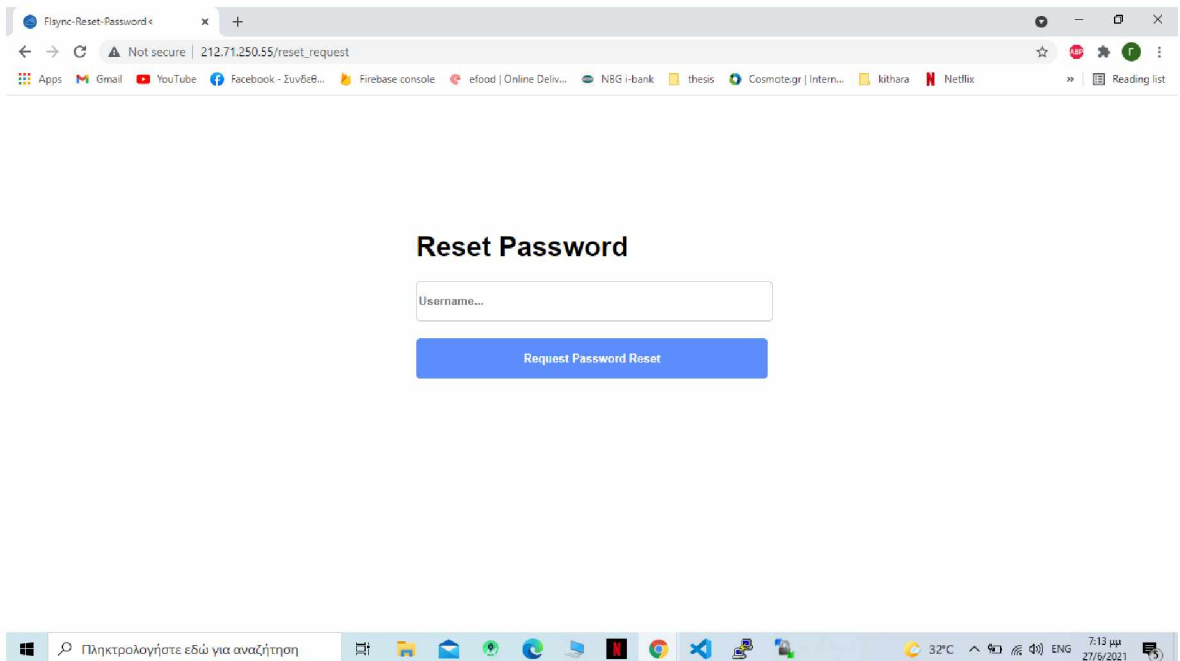 Flsync-Reset-Password<
Not secure | 212.71.250.55/reset_request
Apps Gmail YouTube Facebook - Συνδεθ... Firebase console efood | Online Deliv... NBG i-bank thesis Cosmote.gr | Intern... kithara Netflix » Reading list
Reset Password
Username...
Request Password Reset
Πληκτρολογήστε εδώ για αναζήτηση
32°C ENG 7:13 μμ
27/6/2021